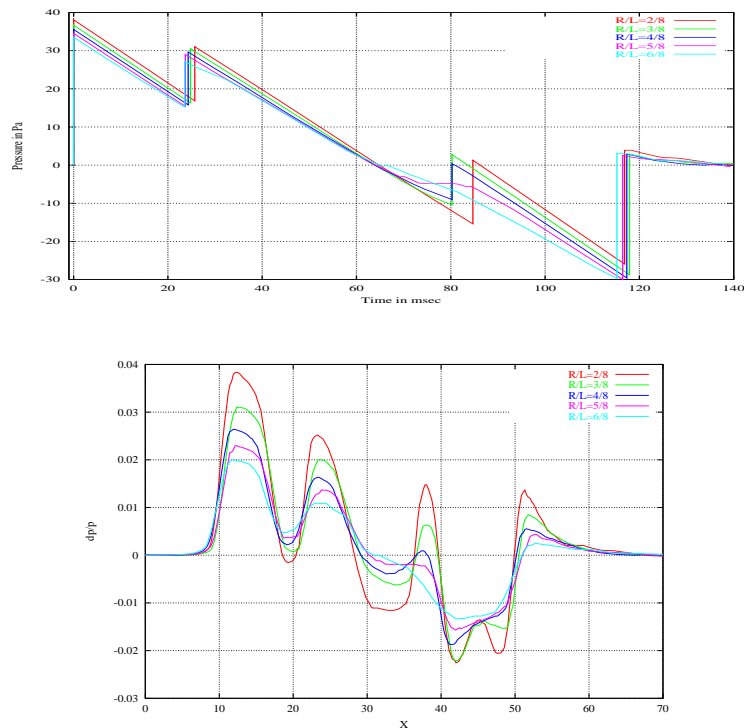 40
30
20
10
0
-10
-20
-30
Pressure in Pa
R/L=2/8
R/L=3/8
R/L=4/8
R/L=5/8
R/L=6/8
0 20 40 60 80 100 120 140
Time in msec
0.04
0.03
0.02
0.01
0
-0.01
-0.02
-0.03
dp/p
R/L=2/8
R/L=3/8
R/L=4/8
R/L=5/8
R/L=6/8
0 10 20 30 40 50 60 70
X